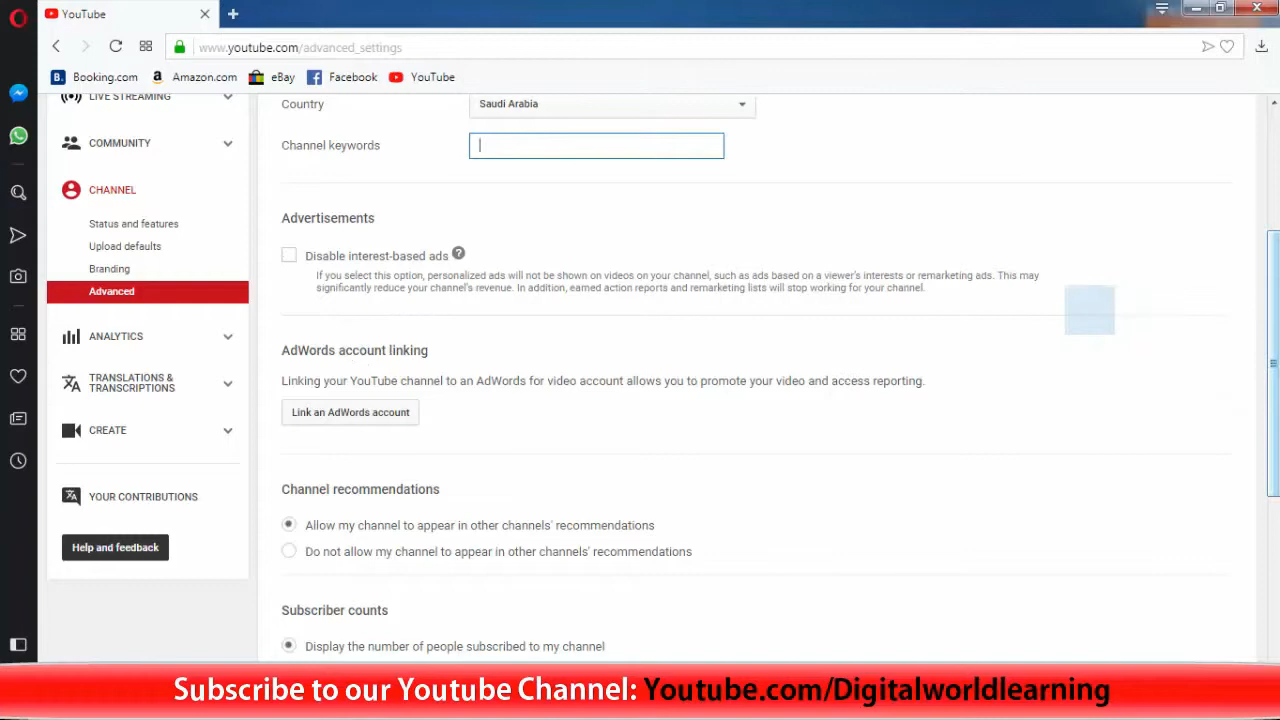 YouTube
www.youtube.com/advanced_settings
B. Booking.com
a Amazon.com
eBay
Facebook
YouTube
LIVE STREAMING
COMMUNITY
CHANNEL
Status and features
Upload defaults
Branding
Advanced
ANALYTICS
TRANSLATIONS &
TRANSCRIPTIONS
CREATE
YOUR CONTRIBUTIONS
Help and feedback
Country
Saudi Arabia
Channel keywords
Advertisements
Disable interest-based ads ?
If you select this option, personalized ads will not be shown on videos on your channel, such as ads based on a viewer's interests or remarketing ads. This may
significantly reduce your channel's revenue. In addition, earned action reports and remarketing lists will stop working for your channel.
AdWords account linking
Linking your YouTube channel to an AdWords for video account allows you to promote your video and access reporting.
Link an AdWords account
Channel recommendations
Allow my channel to appear in other channels' recommendations
Do not allow my channel to appear in other channels' recommendations
Subscriber counts
Display the number of people subscribed to my channel
Subscribe to our Youtube Channel: Youtube.com/Digitalworldlearning